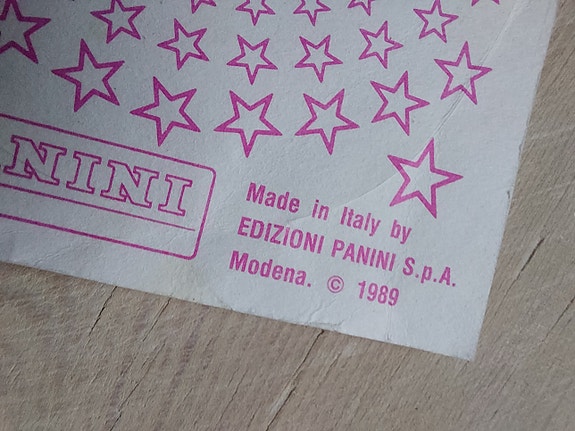 NINI
Made in Italy by
EDIZIONI PANINI S.p.A.
Modena. © 1989